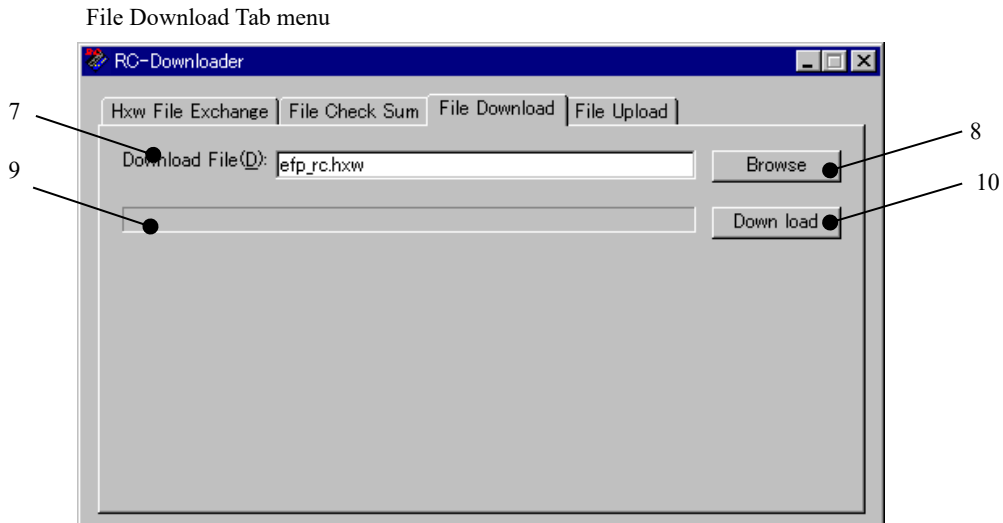 File Download Tab menu
RC-Downloader
Hxw File Exchange File Check Sum File Download File Upload
7
8
Download File(D): efp_rc.hxw Browse
9
10
Down load